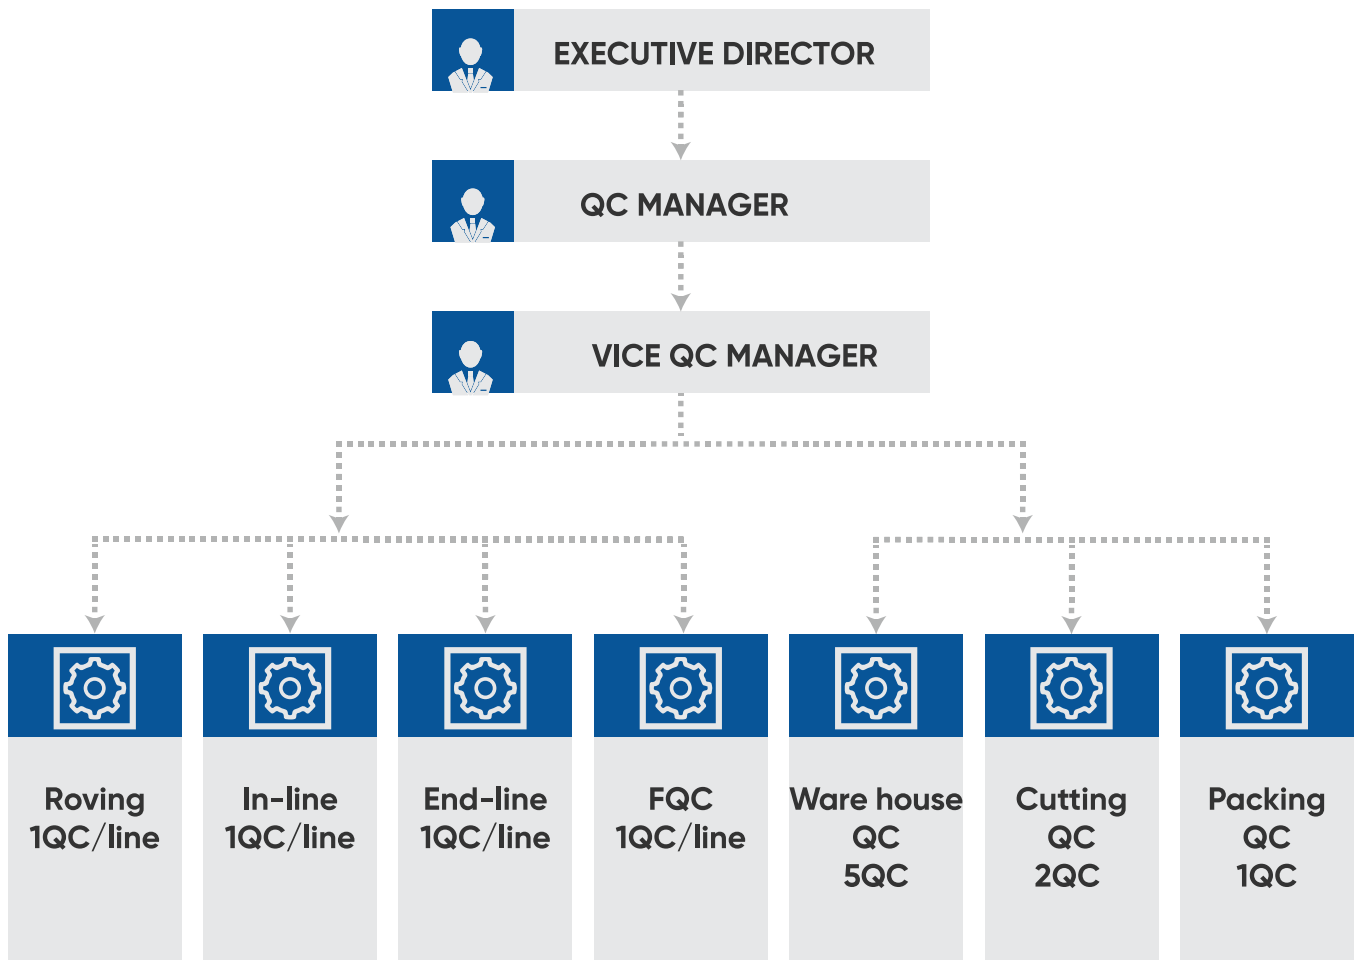 EXECUTIVE DIRECTOR
QC MANAGER
VICE QC MANAGER
Roving
1QC/line
In-line
1QC/line
End-line
1QC/line
FQC
1QC/line
Ware house
QC
5QC
Cutting
QC
2QC
Packing
QC
1QC